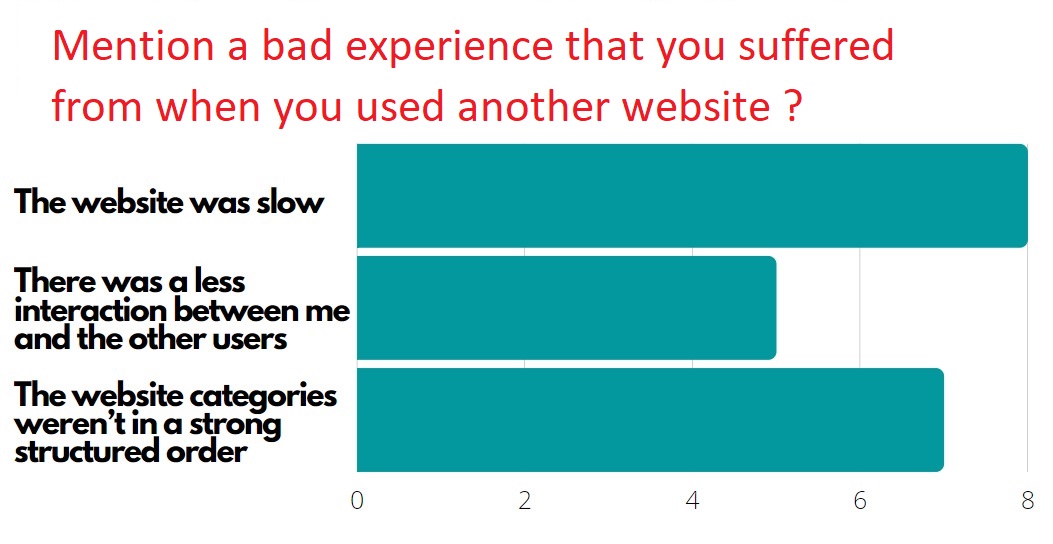 Mention a bad experience that you suffered
from when you used another website ?
The website was slow
There was a less
interaction between me
and the other users
The website categories
weren't in a strong
structured order
0 2 4 6 8